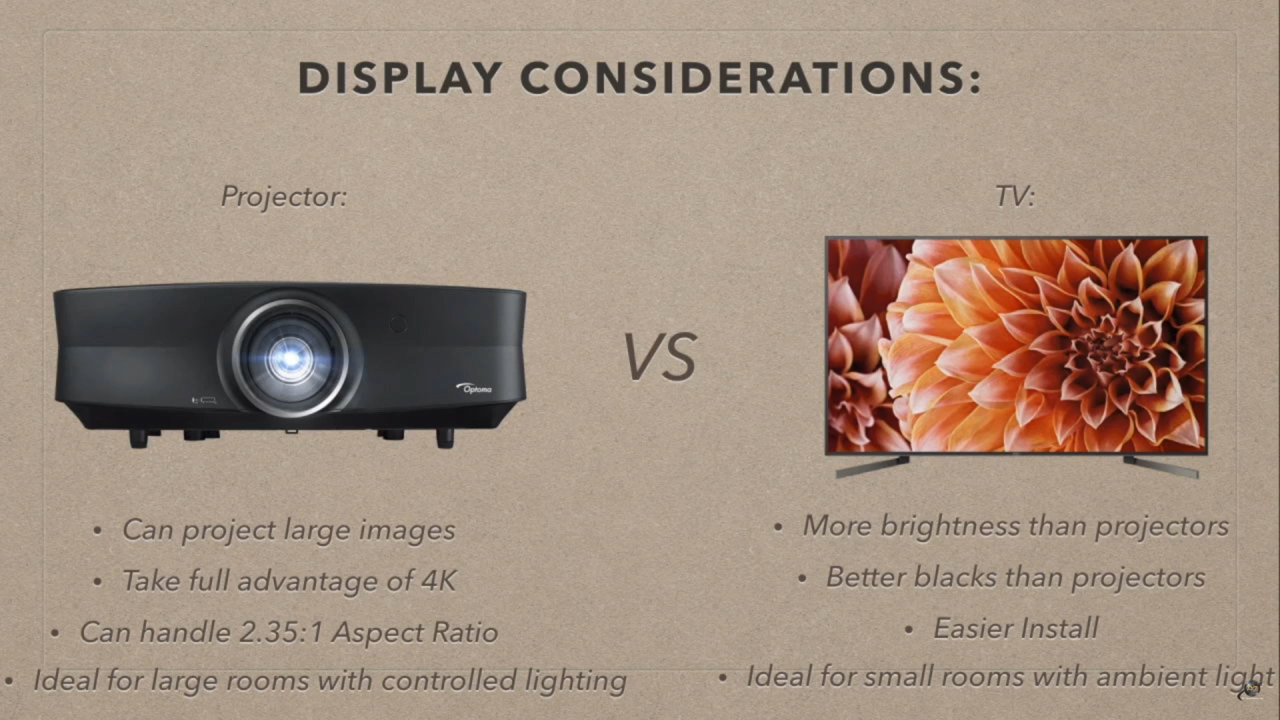 DISPLAY CONSIDERATIONS:
Projector:
Optoma
• Can project large images
• Take full advantage of 4K
• Can handle 2.35:1 Aspect Ratio
• Ideal for large rooms with controlled lighting
VS
TV:
• More brightness than projectors
• Better blacks than projectors
• Easier Install
• Ideal for small rooms with ambient light